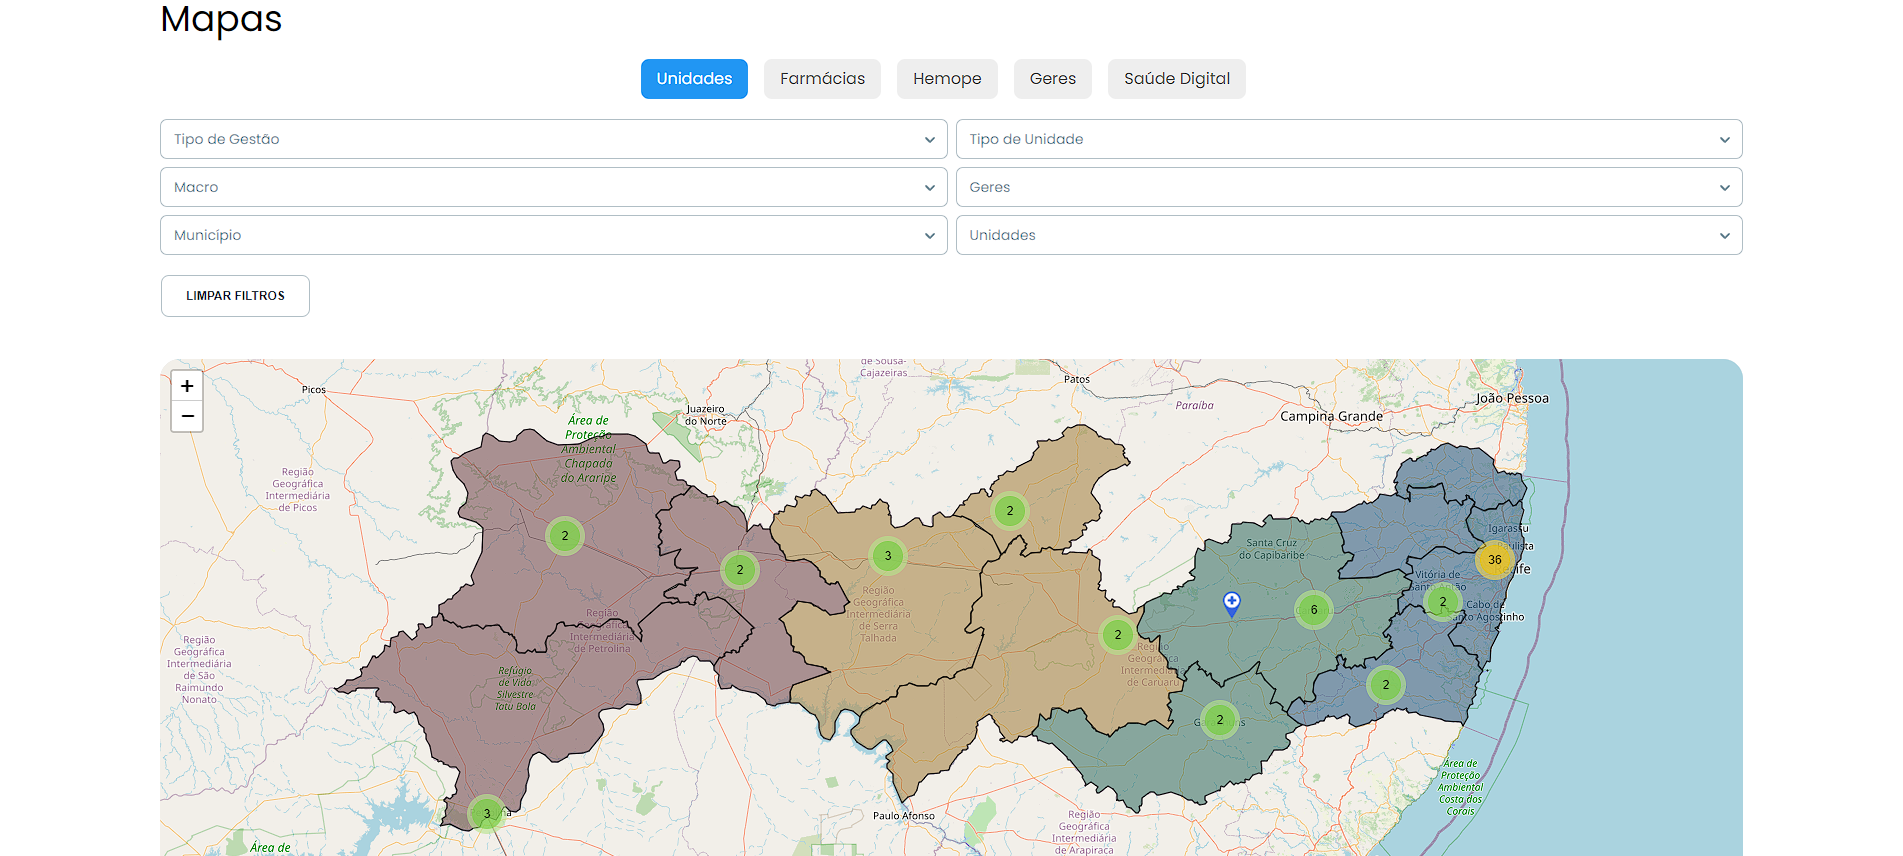 Mapas
Unidades
Farmácias
Hemope
Geres
Saúde Digital
Tipo de Gestão
Tipo de Unidade
Macro
Geres
Município
Unidades
LIMPAR FILTROS
+
−
de Sousa-
Cajazeiras
Picos
Patos
Juazeiro
do Norte
Paraíba
Campina Grande
João Pessoa
Área de
Proteção
Ambiental
Chapada
do Araripe
Região
Geográfica
Intermediária
de Picos
2
2
3
2
Santa Cruz
do Capibaribe
Igarassu
36
Vitória de
2
Cabo de
6
2
Região
Geográfica
Intermediária
de Serra
Talhada
Região
Geográfica
Intermediária
de Petrolina
Região
Geográfica
Intermediária
de Caruaru
Região
Geográfica
Intermediária
de São
Raimundo
Nonato
Refúgio
de Vida
Silvestre
Tatu Bola
2
2
3
Área de
Proteção
Ambiental
Costa dos
Corais
Paulo Afonso
Região
Geográfica
Intermediária
de Arapiraca
Área de